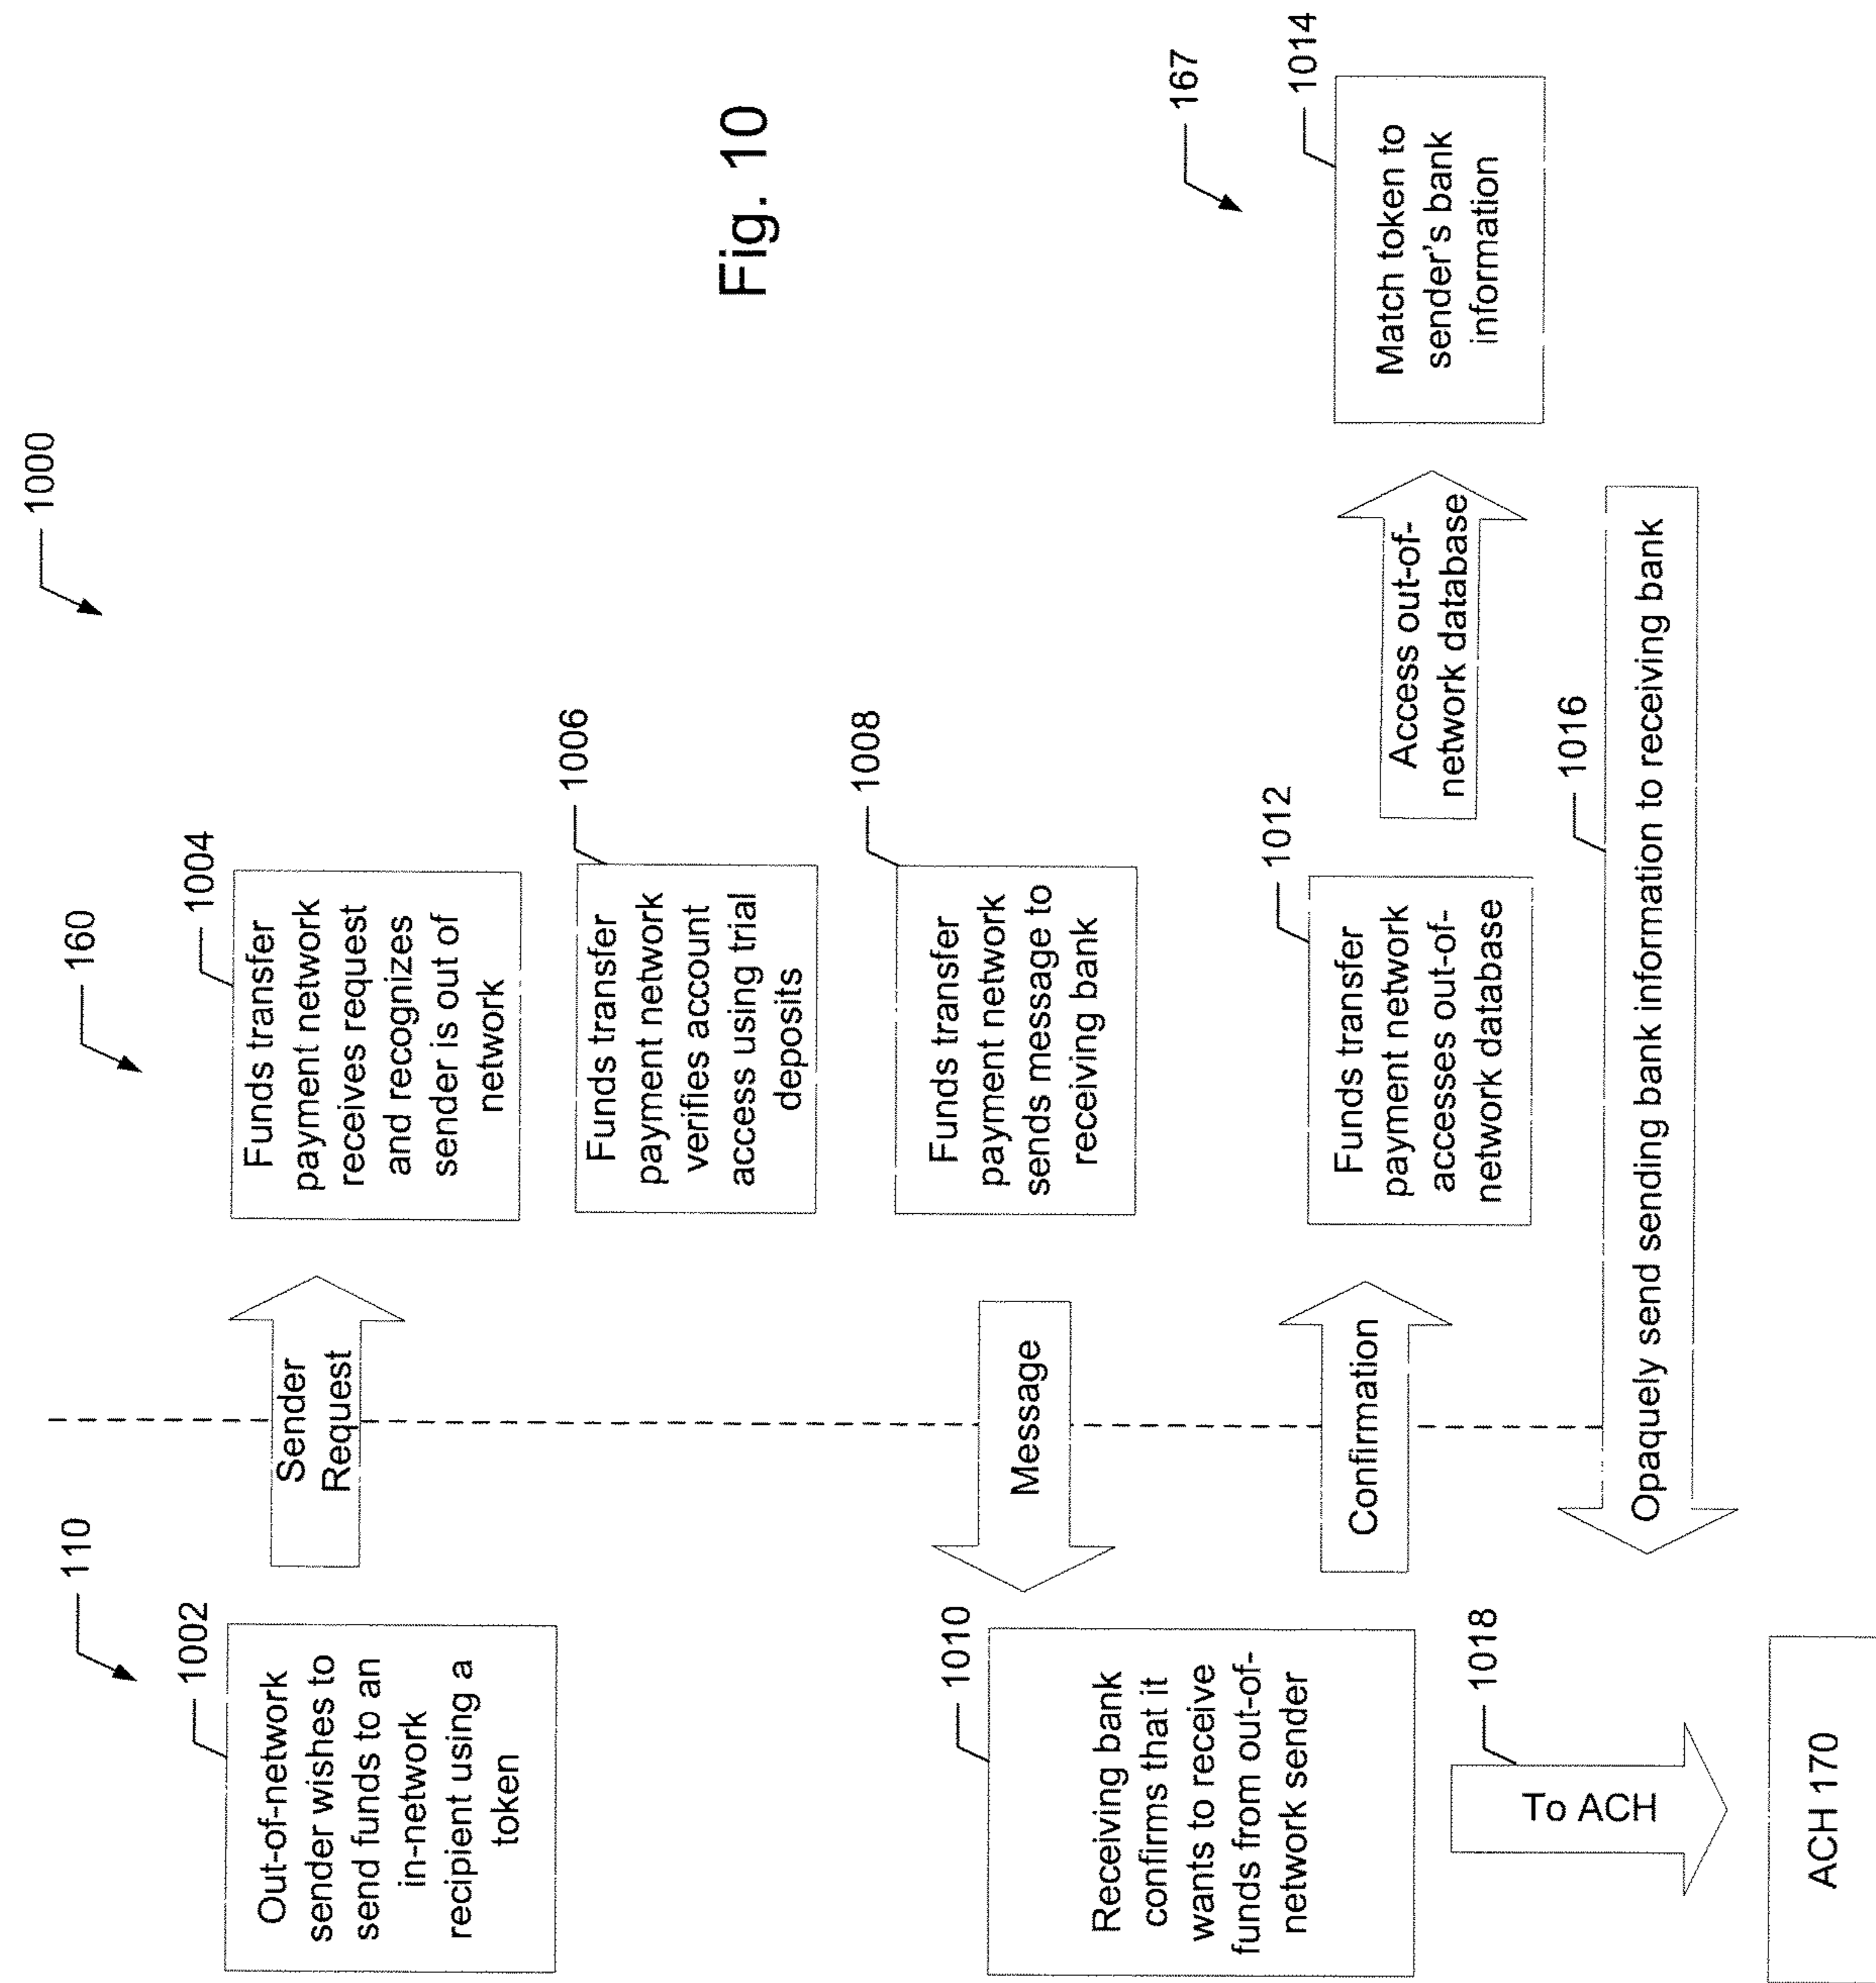 1000
110
160
1002
Out-of-network
sender wishes to
send funds to an
in-network
recipient using a
token
Sender
Request
1004
Funds transfer
payment network
receives request
and recognizes
sender is out of
network
1006
Funds transfer
payment network
verifies account
access using trial
deposits
1008
Funds transfer
payment network
sends message to
receiving bank
Fig. 10
Message
1010
Receiving bank
confirms that it
wants to receive
funds from out-of-
network sender
Confirmation
1012
Funds transfer
payment network
accesses out-of-
network database
Access out-of-
network database
167
1014
Match token to
sender's bank
information
1016
Opaquely send sending bank information to receiving bank
1018
To ACH
ACH 170